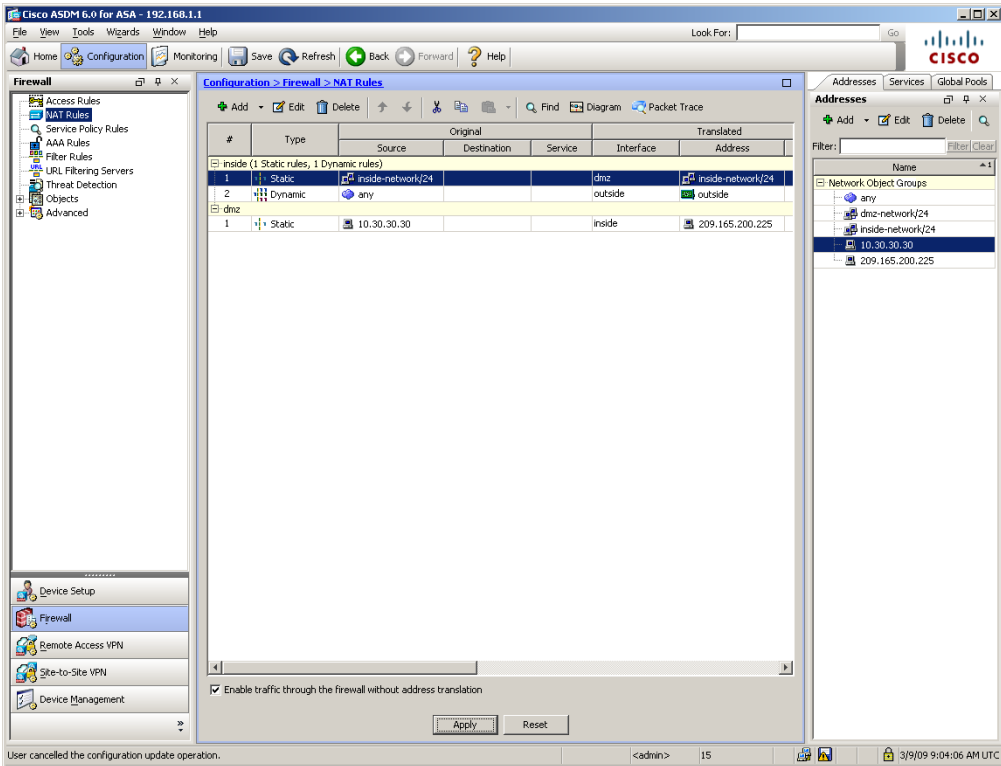 Cisco ASDM 6.0 for ASA - 192.168.1.1
File View Tools Wizards Window Help
Look For:
Go
Home Configuration Monitoring Save Refresh Back Forward Help
CISCO
Firewall
Access Rules
NAT Rules
Service Policy Rules
AAA Rules
Filter Rules
URL Filtering Servers
Threat Detection
Objects
Advanced
Device Setup
Firewall
Remote Access VPN
Site-to-Site VPN
Device Management
Configuration > Firewall > NAT Rules
Add Edit Delete Find Diagram Packet Trace
# Type Original Translated
Source Destination Service Interface Address
inside (1 Static rules, 1 Dynamic rules)
1 Static inside-network/24 dmz inside-network/24
2 Dynamic any outside outside
dmz
1 Static 10.30.30.30 inside 209.165.200.225
Enable traffic through the firewall without address translation
Apply Reset
Addresses Services Global Pools
Addresses
Add Edit Delete
Filter: Filter Clear
Name 1
Network Object Groups
any
dmz-network/24
inside-network/24
10.30.30.30
209.165.200.225
User cancelled the configuration update operation.
<admin> 15 3/9/09 9:04:06 AM UTC